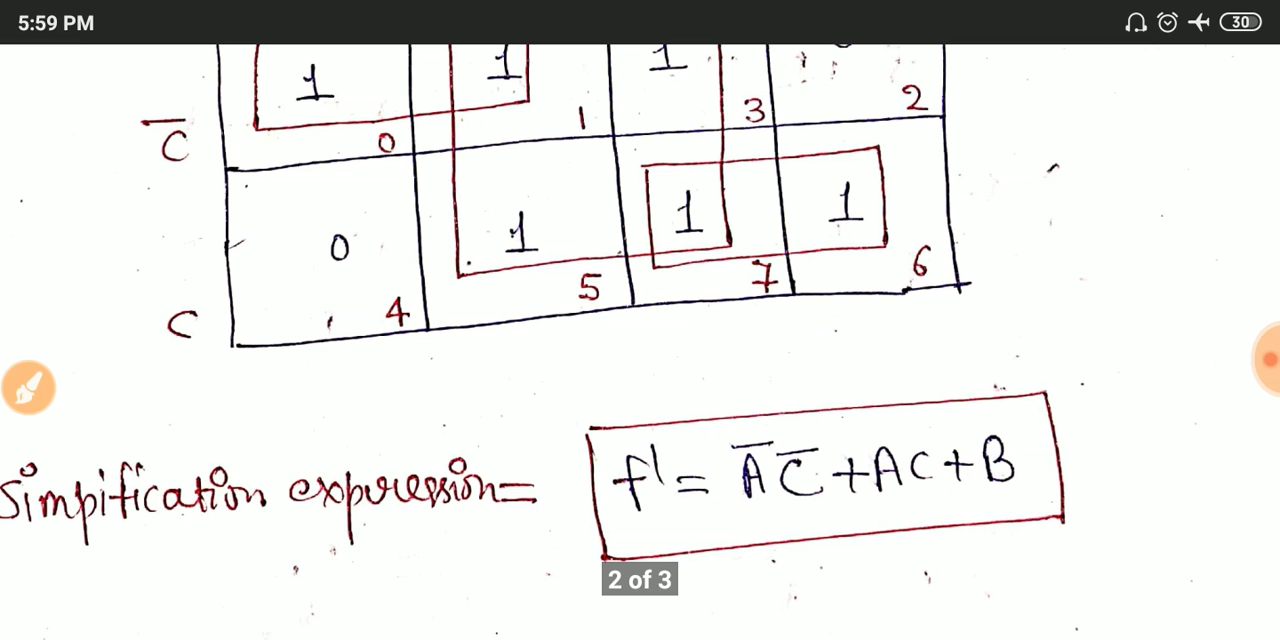 5:59 PM
30
1 1 1
C̅ 0 1 3 2
0 1 1 1
C 4 5 7 6
Simpification expression= f'= A̅ C̅ +AC+B
2 of 3